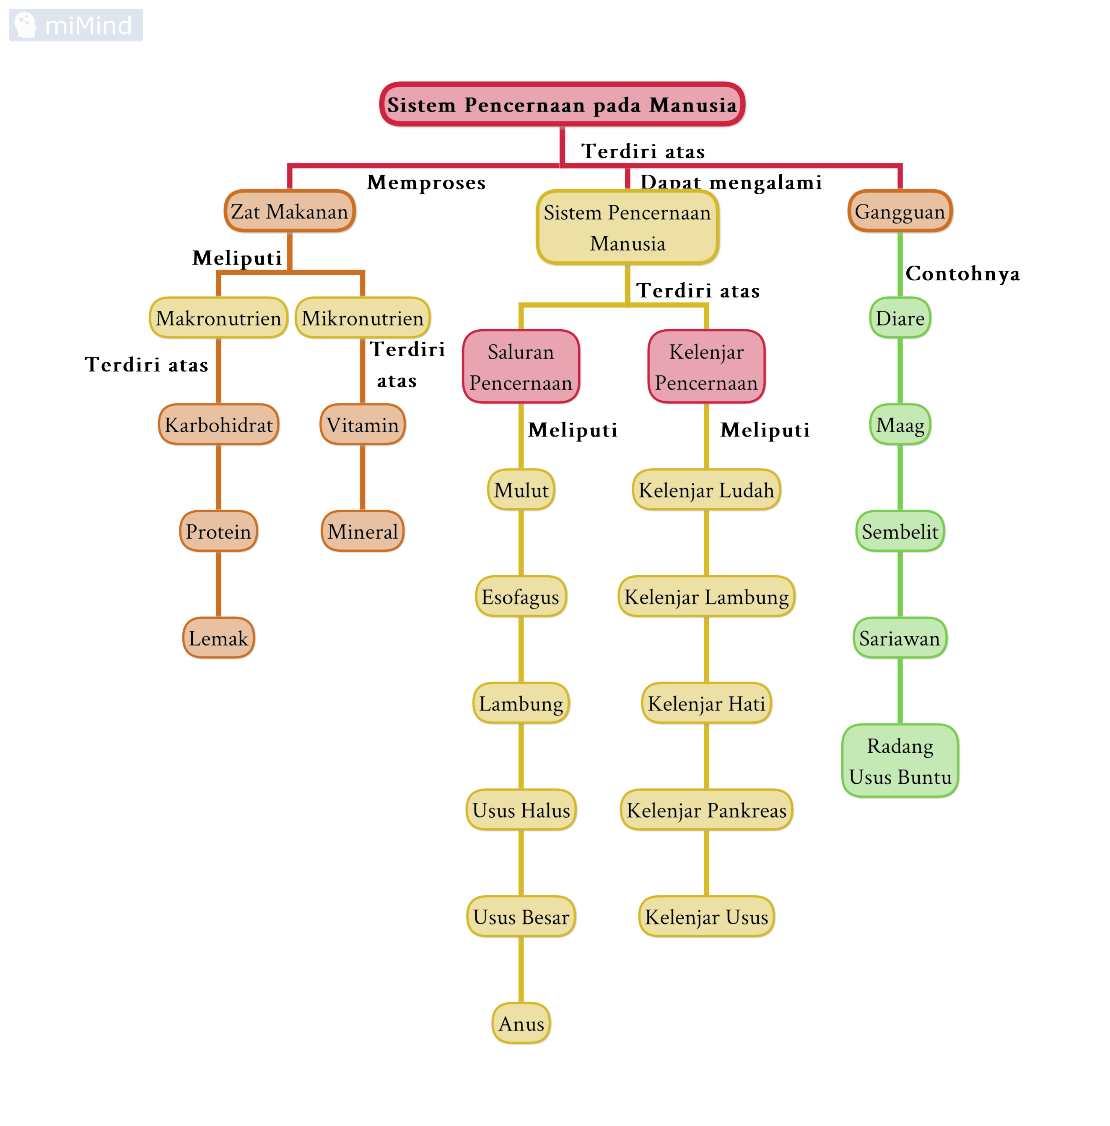 miMind
Sistem Pencernaan pada Manusia
Terdiri atas
Memproses
Dapat mengalami
Zat Makanan
Sistem Pencernaan
Manusia
Gangguan
Meliputi
Contohnya
Terdiri atas
Makronutrien
Mikronutrien
Diare
Terdiri atas
Terdiri
atas
Saluran
Pencernaan
Kelenjar
Pencernaan
Karbohidrat
Vitamin
Meliputi
Meliputi
Maag
Mulut
Kelenjar Ludah
Protein
Mineral
Sembelit
Esofagus
Kelenjar Lambung
Lemak
Sariawan
Lambung
Kelenjar Hati
Radang
Usus Buntu
Usus Halus
Kelenjar Pankreas
Usus Besar
Kelenjar Usus
Anus